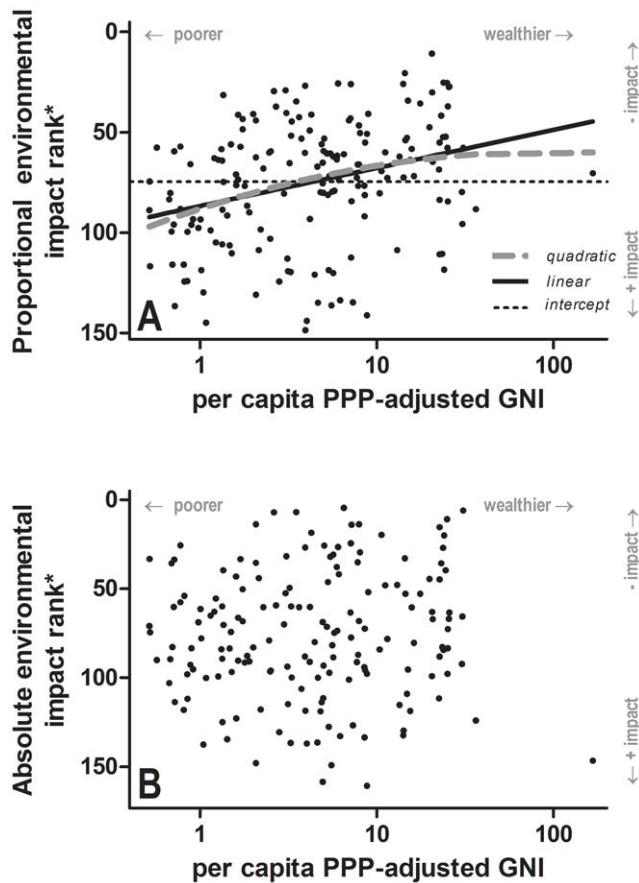 0
← poorer
wealthier →
50
100
150
A
quadratic
linear
intercept
1
10
100
per capita PPP-adjusted GNI
Proportional environmental
impact rank*
- impact →
← + impact
0
← poorer
wealthier →
50
100
150
B
1
10
100
per capita PPP-adjusted GNI
Absolute environmental
impact rank*
- impact →
← + impact